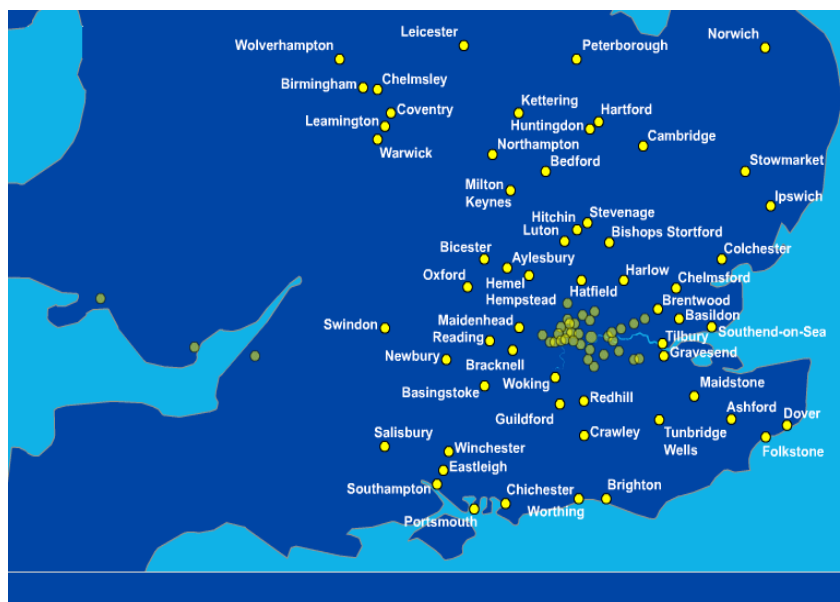 Leicester
Norwich
Wolverhampton
Peterborough
Birmingham
Chelmsley
Kettering
Coventry
Hartford
Leamington
Huntingdon
Cambridge
Warwick
Northampton
Bedford
Stowmarket
Milton
Keynes
Ipswich
Hitchin
Stevenage
Luton
Bishops Stortford
Bicester
Aylesbury
Colchester
Oxford
Hemel
Hempstead
Hatfield
Harlow
Chelmsford
Brentwood
Basildon
Swindon
Maidenhead
Southend-on-Sea
Reading
Tilbury
Newbury
Gravesend
Bracknell
Woking
Maidstone
Basingstoke
Guildford
Redhill
Ashford
Dover
Salisbury
Crawley
Tunbridge
Wells
Folkstone
Winchester
Eastleigh
Southampton
Chichester
Brighton
Worthing
Portsmouth